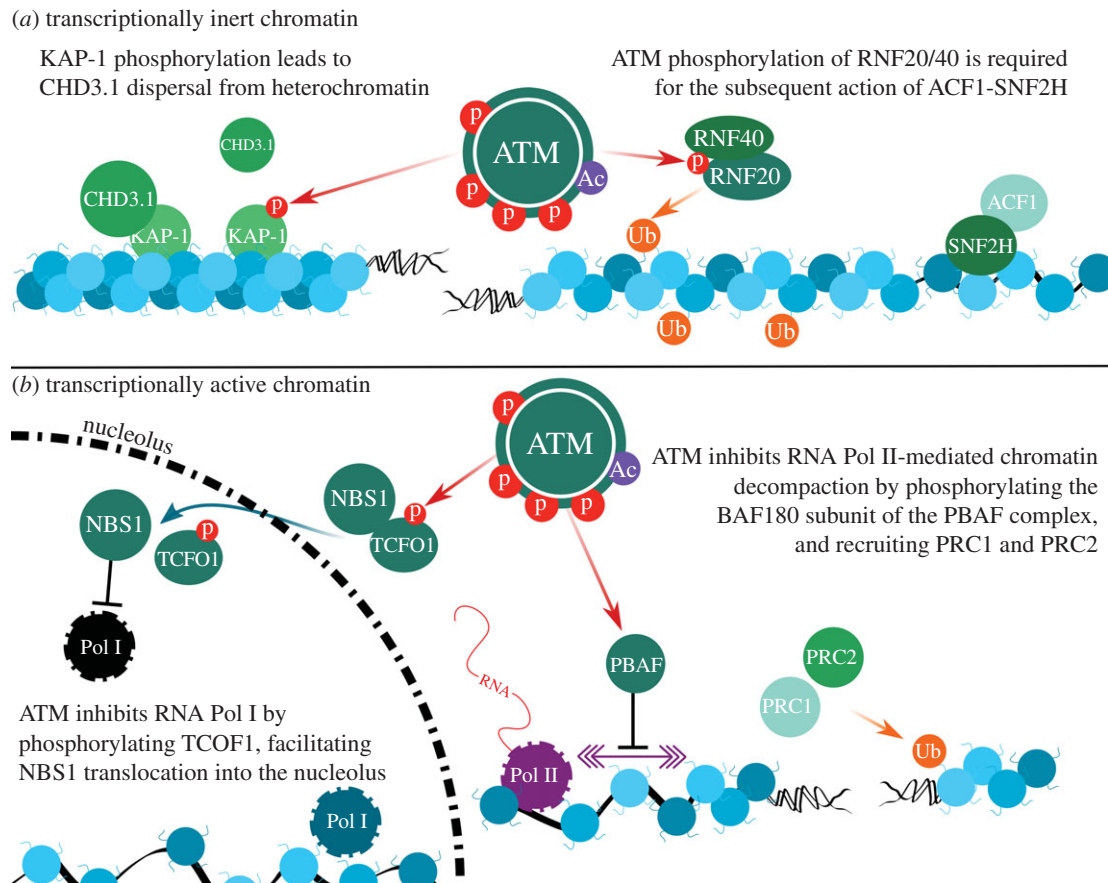 (a) transcriptionally inert chromatin
KAP-1 phosphorylation leads to
CHD3.1 dispersal from heterochromatin
ATM phosphorylation of RNF20/40 is required
for the subsequent action of ACF1-SNF2H
CHD3.1
CHD3.1
KAP-1
KAP-1
p
p
ATM
Ac
p
p
p
RNF40
p
RNF20
Ub
ACF1
SNF2H
Ub
Ub
(b) transcriptionally active chromatin
nucleolus
p
ATM
Ac
p
p
p
ATM inhibits RNA Pol II-mediated chromatin
decompaction by phosphorylating the
BAF180 subunit of the PBAF complex,
and recruiting PRC1 and PRC2
NBS1
p
TCFO1
NBS1
p
TCFO1
Pol I
RNA
PBAF
PRC2
PRC1
Ub
Pol II
ATM inhibits RNA Pol I by
phosphorylating TCOF1, facilitating
NBS1 translocation into the nucleolus
Pol I